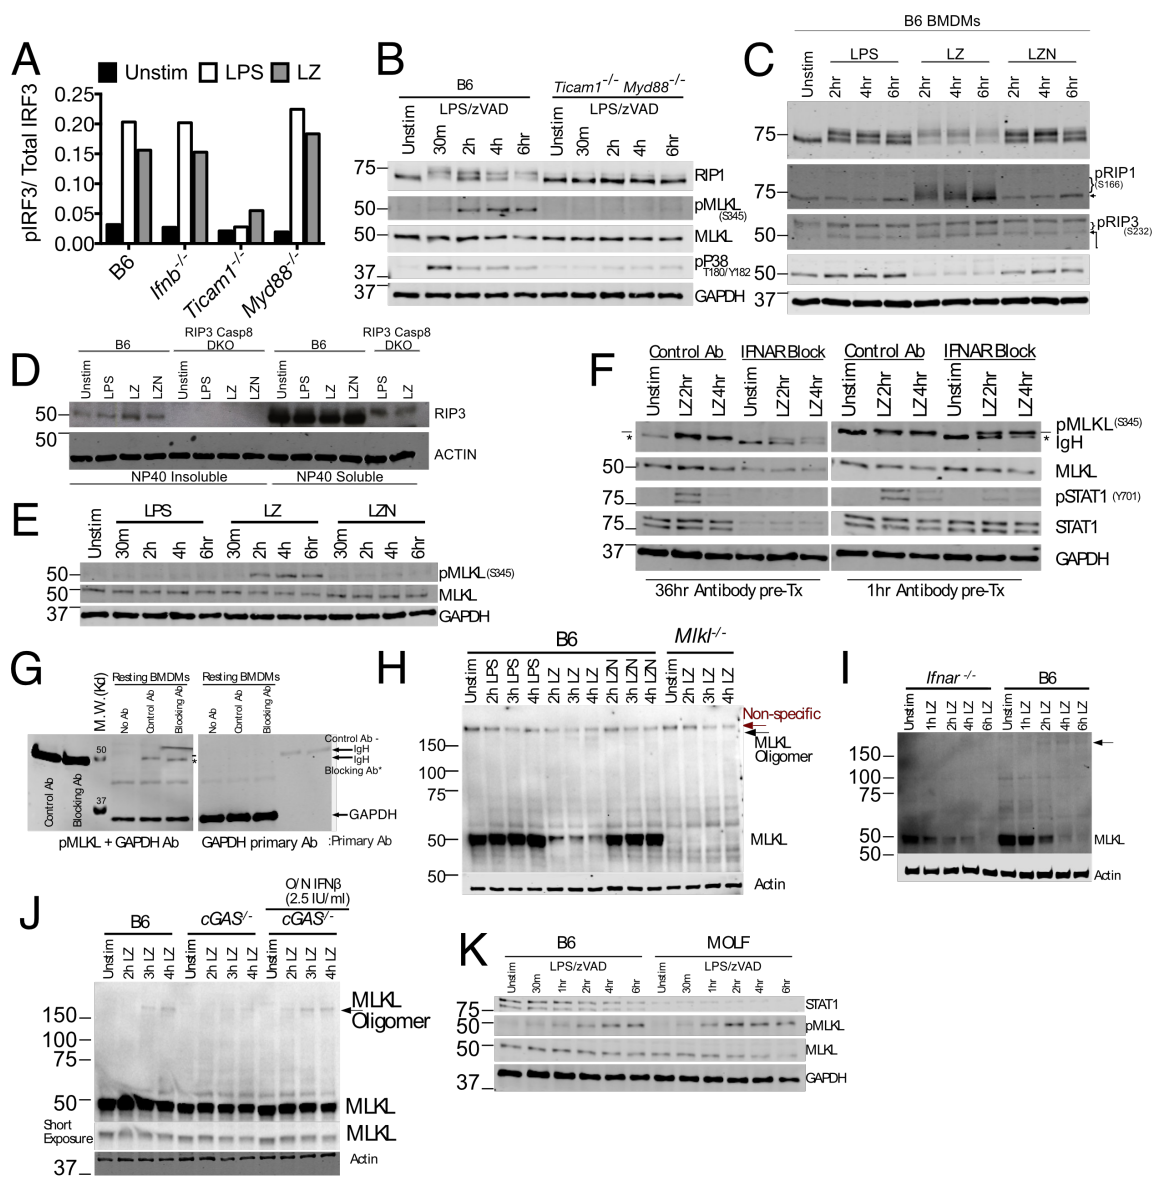 A
Unstim LPS LZ
pIRF3/ Total IRF3
0.25
0.20
0.15
0.10
0.05
0.00
B6
Ifnb-/-
Ticam1-/-
Myd88-/-
B
B6
Ticam1-/- Myd88-/-
LPS/zVAD LPS/zVAD
Unstim 30m 2h 4h 6hr Unstim 30m 2h 4h 6hr
75 RIP1
50 pMLKL (S345)
50 MLKL
37 pP38 T180/Y182
37 GAPDH
C
B6 BMDMs
Unstim LPS LZ LZN
2hr 4hr 6hr 2hr 4hr 6hr 2hr 4hr 6hr
75
75 pRIP1 (S166)
50 pRIP3 (S232)
50
37
D
B6 RIP3 Casp8 DKO B6 RIP3 Casp8 DKO
Unstim LPS LZ LZN Unstim LPS LZ LZN Unstim LPS LZ LZN LPS LZ
50 RIP3
50 ACTIN
NP40 Insoluble NP40 Soluble
E
Unstim LPS LZ LZN
30m 2h 4h 6hr 30m 2h 4h 6hr 30m 2h 4h 6hr
50 pMLKL (S345)
50 MLKL
37 GAPDH
F
Control Ab IFNAR Block Control Ab IFNAR Block
Unstim LZ2hr LZ4hr Unstim LZ2hr LZ4hr Unstim LZ2hr LZ4hr Unstim LZ2hr LZ4hr
* * pMLKL (S345)
IgH
50 MLKL
75 pSTAT1 (Y701)
75 STAT1
37 GAPDH
36hr Antibody pre-Tx 1hr Antibody pre-Tx
G
M.W.(Kd)
Resting BMDMs Resting BMDMs
No Ab Control Ab Blocking Ab No Ab Control Ab Blocking Ab
Control Ab -
IgH
IgH
Blocking Ab*
50
*
37
Control Ab
Blocking Ab
GAPDH
pMLKL + GAPDH Ab GAPDH primary Ab :Primary Ab
H
B6 Mlkl-/-
Unstim 2h LPS 3h LPS 4h LPS 2h LZ 3h LZ 4h LZ 2h LZN 3h LZN 4h LZN Unstim 2h LZ 3h LZ 4h LZ
Non-specific
150
MLKL
Oligomer
100
75
50 MLKL
50 Actin
I
Ifnar -/- B6
Unstim 1h LZ 2h LZ 4h LZ 6h LZ Unstim 1h LZ 2h LZ 4h LZ 6h LZ
150
100
75
50 MLKL
50
Actin
J
O/N IFNβ
(2.5 IU/ml)
B6 cGAS-/- cGAS-/-
Unstim 2h LZ 3h LZ 4h LZ Unstim 2h LZ 3h LZ 4h LZ Unstim 2h LZ 3h LZ 4h LZ
150
MLKL
Oligomer
100
75
50 MLKL
Short
Exposure
MLKL
37 Actin
K
B6 MOLF
LPS/zVAD LPS/zVAD
Unstim 30m 1hr 2hr 4hr 6hr Unstim 30m 1hr 2hr 4hr 6hr
75 STAT1
50 pMLKL
50 MLKL
37 GAPDH